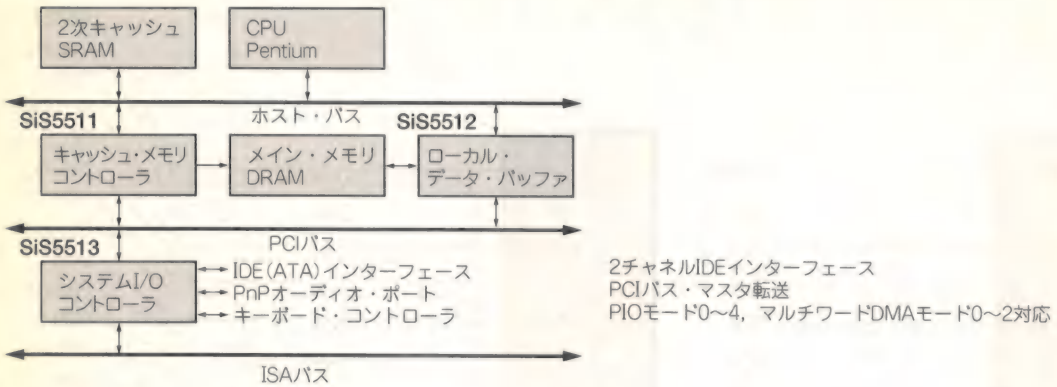 2次キャッシュ
SRAM
CPU
Pentium
ホスト・バス
SiS5511
SiS5512
キャッシュ・メモリ
コントローラ
メイン・メモリ
DRAM
ローカル・
データ・バッファ
PCIバス
SiS5513
システムI/O
コントローラ
IDE(ATA)インターフェース
PnPオーディオ・ポート
キーボード・コントローラ
2チャネルIDEインターフェース
PCIバス・マスタ転送
PIOモード0〜4，マルチワードDMAモード0〜2対応
ISAバス